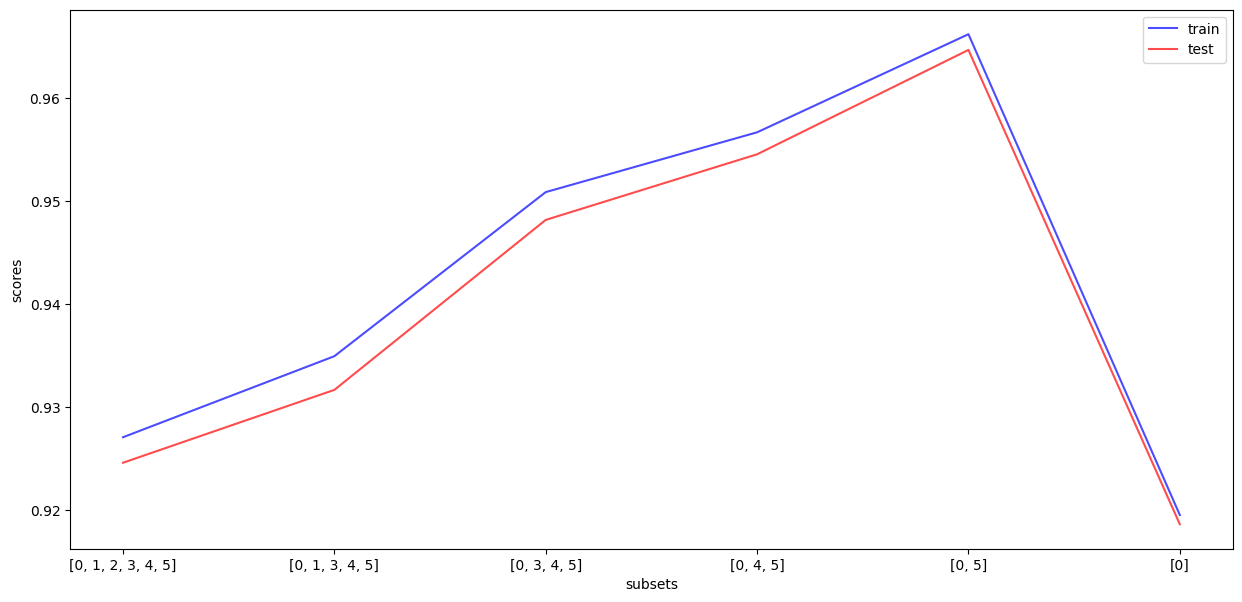 train
test
scores
0.96
0.95
0.94
0.93
0.92
[0, 1, 2, 3, 4, 5] [0, 1, 3, 4, 5] [0, 3, 4, 5] [0, 4, 5] [0, 5] [0]
subsets